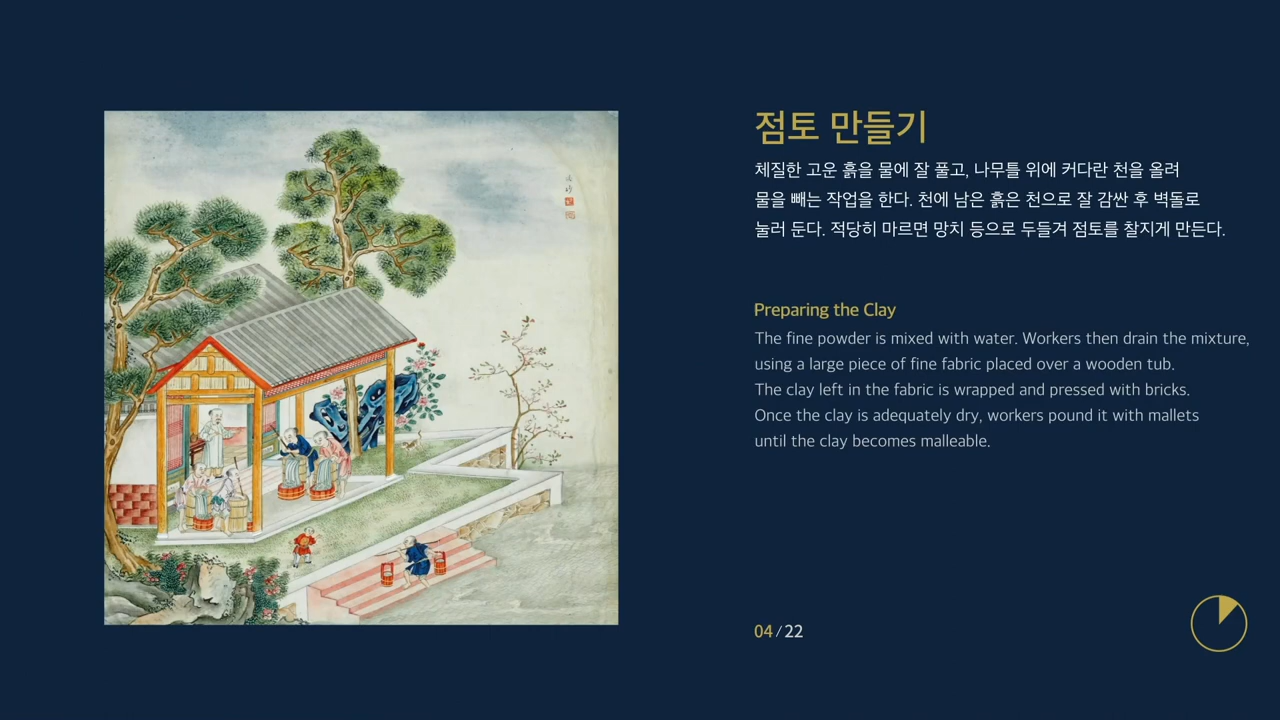 점토 만들기
체질한 고운 흙을 물에 잘 풀고, 나무틀 위에 커다란 천을 올려
물을 빼는 작업을 한다. 천에 남은 흙은 천으로 잘 감싼 후 벽돌로
눌러 둔다. 적당히 마르면 망치 등으로 두들겨 점토를 찰지게 만든다.
Preparing the Clay
The fine powder is mixed with water. Workers then drain the mixture,
using a large piece of fine fabric placed over a wooden tub.
The clay left in the fabric is wrapped and pressed with bricks.
Once the clay is adequately dry, workers pound it with mallets
until the clay becomes malleable.
04 / 22